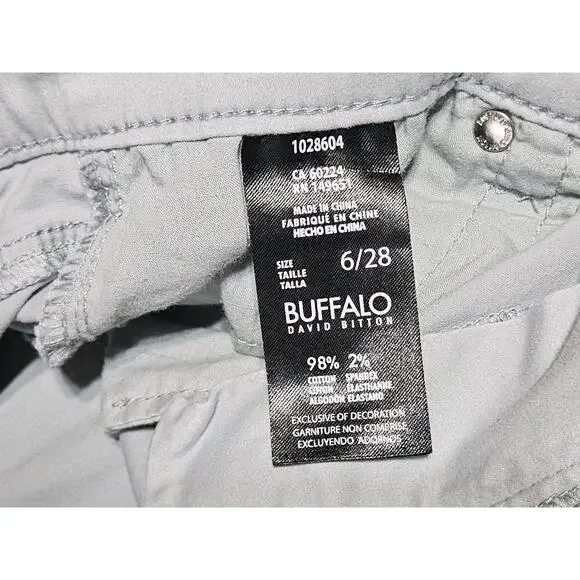 1028604
CA 60224
RN 149651
MADE IN CHINA
FABRIQUÉ EN CHINE
HECHO EN CHINA
SIZE
TAILLE 6/28
TALLA
BUFFALO
DAVID BITTON
98% 2%
COTTON SPANDEX
COTON ELASTHANNE
ALGODÓN ELASTANO
EXCLUSIVE OF DECORATION
GARNITURE NON COMPRISE
EXCLUYENDO ADORNOS